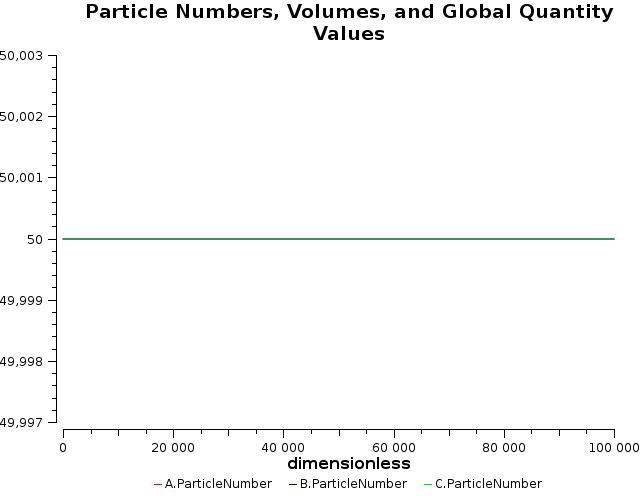 Particle Numbers, Volumes, and Global Quantity
Values
50,003
50,002
50,001
50
49,999
49,998
49,997
0 20 000 40 000 60 000 80 000 100 000
dimensionless
A.ParticleNumber B.ParticleNumber C.ParticleNumber